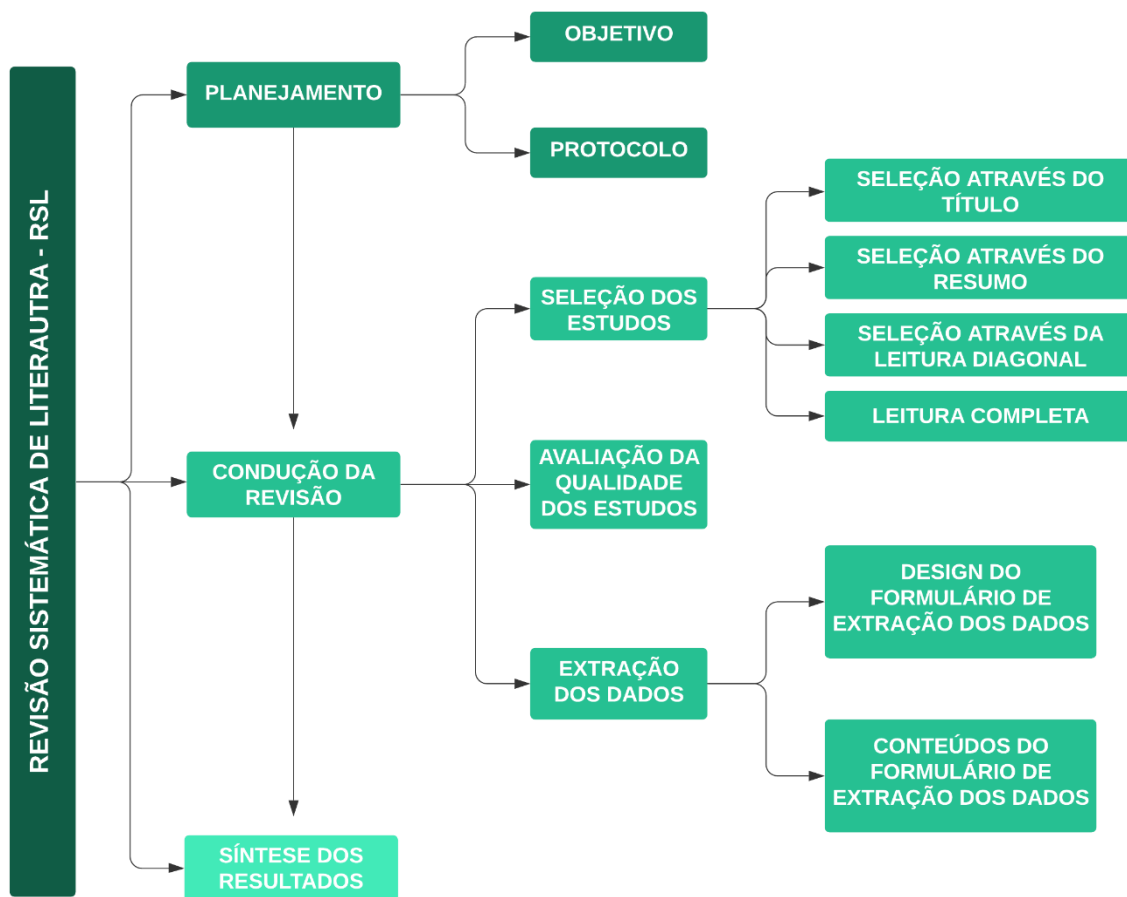 REVISÃO SISTEMÁTICA DE LITERAUTRA - RSL
PLANEJAMENTO
OBJETIVO
PROTOCOLO
CONDUÇÃO DA
REVISÃO
SELEÇÃO DOS
ESTUDOS
SELEÇÃO ATRAVÉS DO
TÍTULO
SELEÇÃO ATRAVÉS DO
RESUMO
SELEÇÃO ATRAVÉS DA
LEITURA DIAGONAL
LEITURA COMPLETA
AVALIAÇÃO DA
QUALIDADE
DOS ESTUDOS
EXTRAÇÃO
DOS DADOS
DESIGN DO
FORMULÁRIO DE
EXTRAÇÃO DOS DADOS
CONTEÚDOS DO
FORMULÁRIO DE
EXTRAÇÃO DOS DADOS
SÍNTESE DOS
RESULTADOS